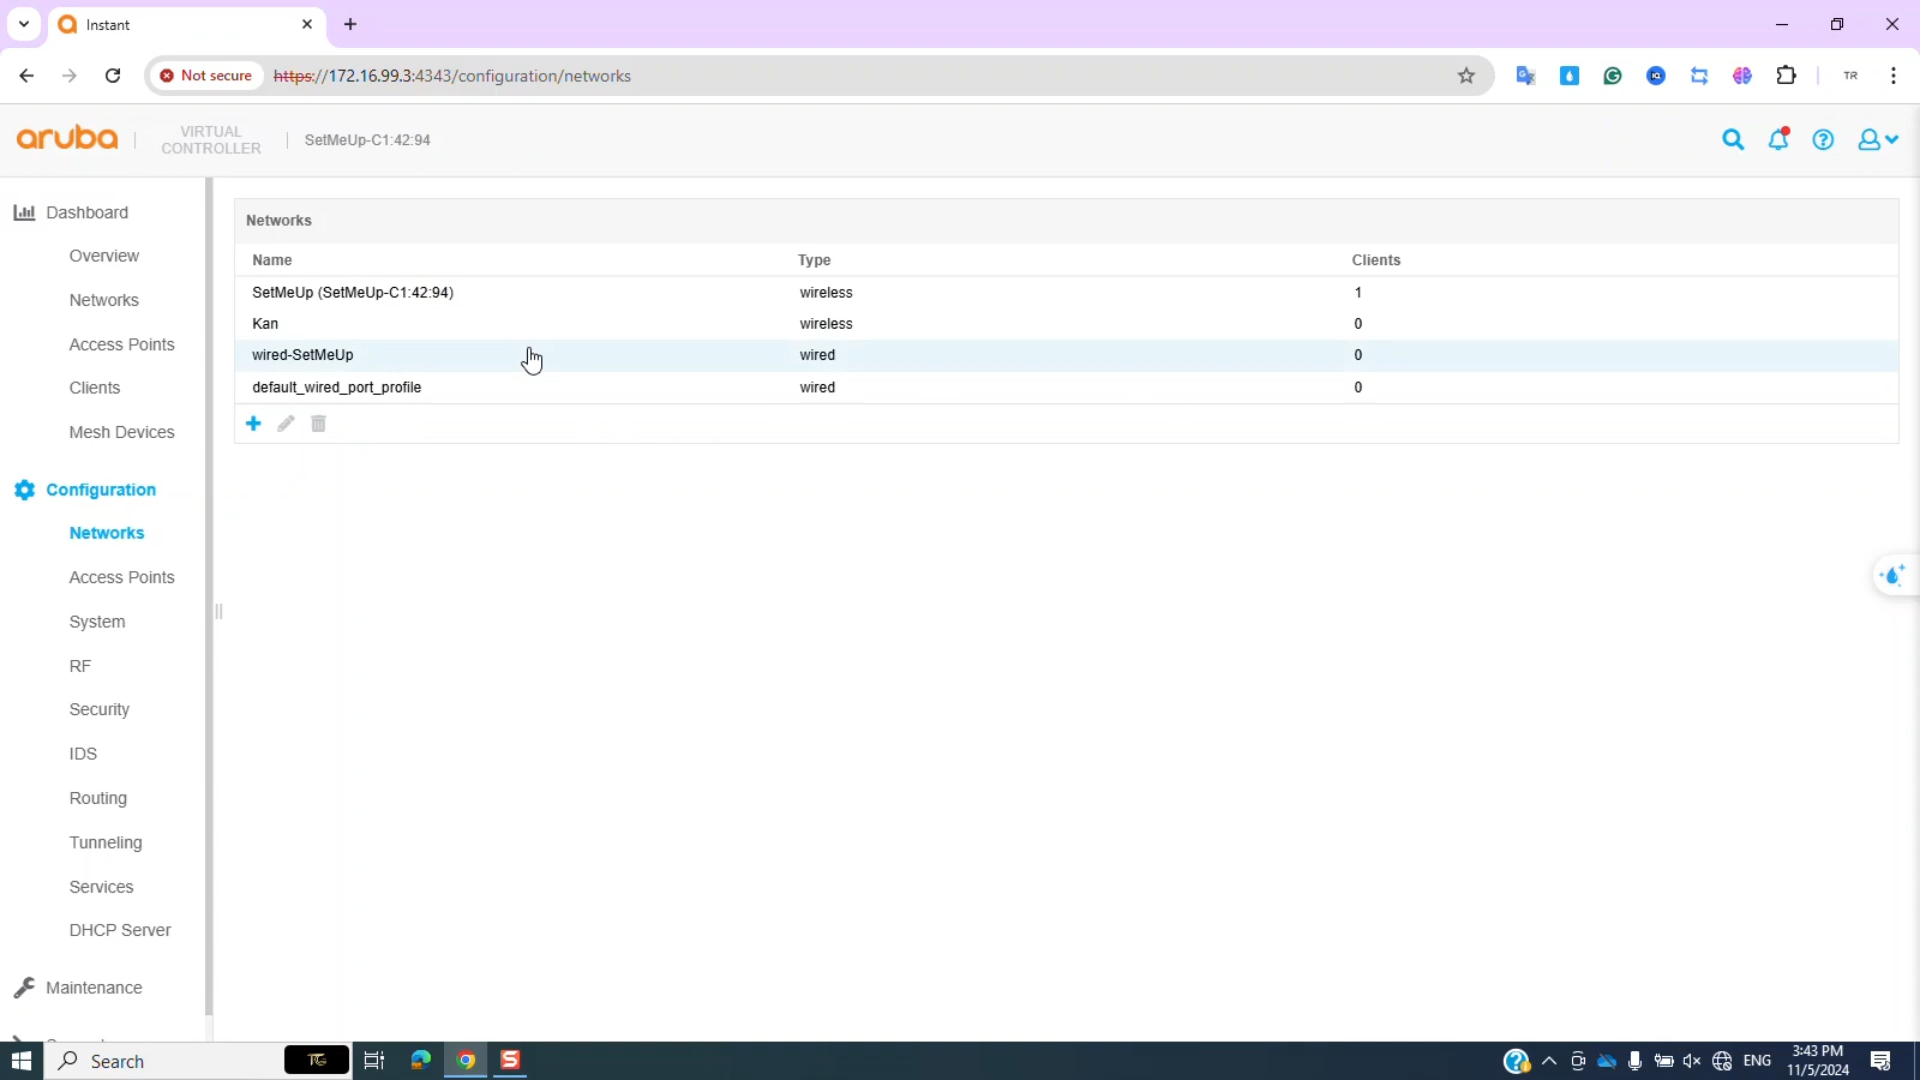 Instant
Not secure
https://172.16.99.3:4343/configuration/networks
TR
aruba
VIRTUAL
CONTROLLER
SetMeUp-C1:42:94
Dashboard
Overview
Networks
Access Points
Clients
Mesh Devices
Configuration
Networks
Access Points
System
RF
Security
IDS
Routing
Tunneling
Services
DHCP Server
Maintenance
Networks
Name Type Clients
SetMeUp (SetMeUp-C1:42:94) wireless 1
Kan wireless 0
wired-SetMeUp wired 0
default_wired_port_profile wired 0
Search
ENG
3:43 PM
11/5/2024